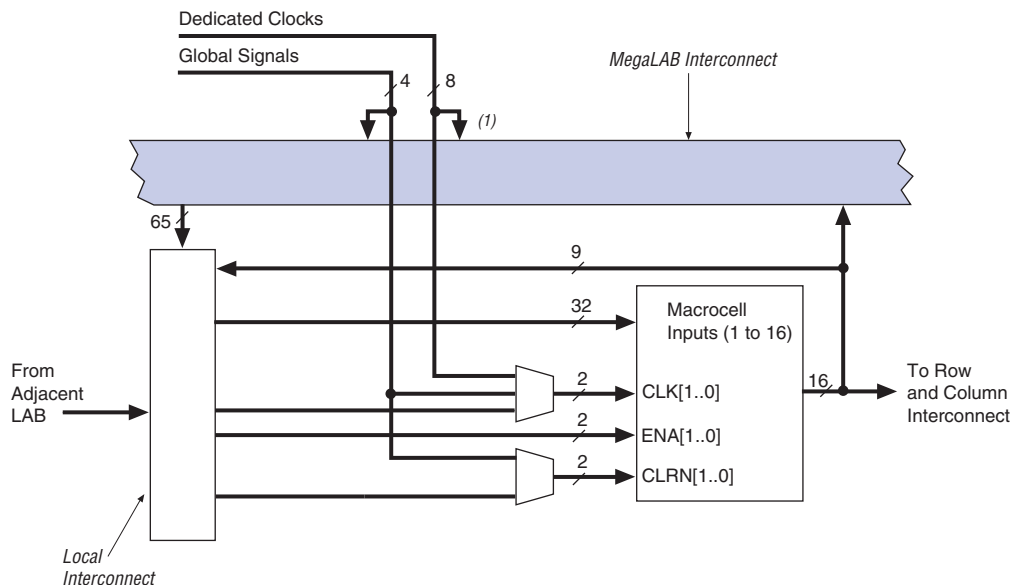 Dedicated Clocks
Global Signals
4
8
MegaLAB Interconnect
(1)
65
9
32
Macrocell
Inputs (1 to 16)
From
Adjacent
LAB
2
CLK[1..0]
16
To Row
and Column
Interconnect
2
ENA[1..0]
2
CLRN[1..0]
Local
Interconnect